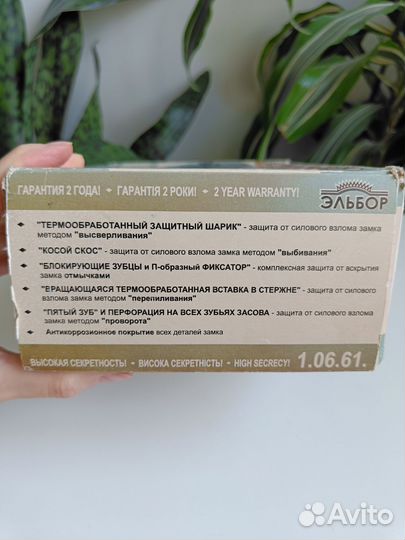 ГАРАНТИЯ 2 ГОДА! - ГАРАНТІЯ 2 РОКИ! - 2 YEAR WARRANTY!
ЭЛЬБОР
"ТЕРМООБРАБОТАННЫЙ ЗАЩИТНЫЙ ШАРИК" - защита от силового взлома замка
методом "высверливания"
"КОСОЙ СКОС" - защита от силового взлома замка методом "выбивания"
"БЛОКИРУЮЩИЕ ЗУБЦЫ и П-образный ФИКСАТОР" - комплексная защита от вскрытия
замка отмычками
"ЕРАЩАЮЩАЯСЯ ТЕРМООБРАБОТАННАЯ ВСТАВКА В СТЕРЖНЕ" - защита от силового
взлома замка методом "перепиливания"
"ПЯТЫЙ ЗУБ" И ПЕРФОРАЦИЯ НА ВСЕХ ЗУБЬЯХ ЗАСОВА - защита от силового взлома
замка методом "проворота"
Антикоррозионное покрытие всех деталей замка
ВЫСОКАЯ СЕКРЕТНОСТЬ! - ВИСОКА СЕКРЕТНІСТЬ! - HIGH SECRECY! 1.06.61.
Avito